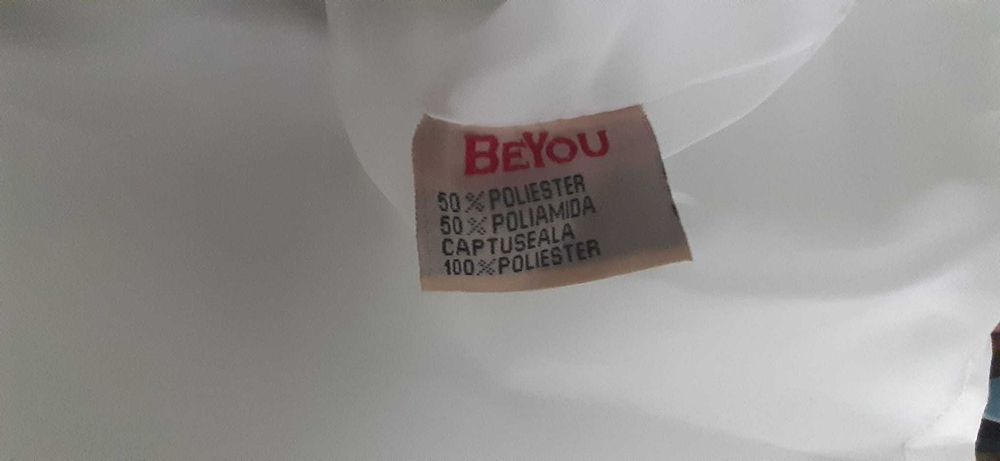 BEYOU
50% POLIESTER
50% POLIAMIDA
CAPTUSEALA
100%POLIESTER